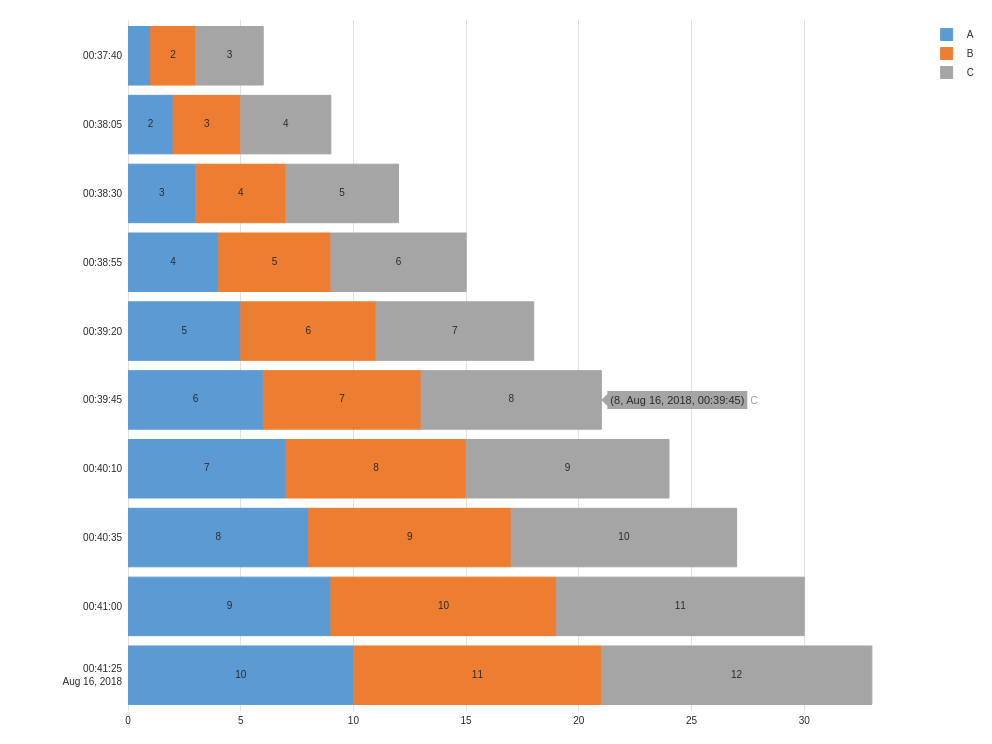 A
B
C
00:37:40 2 3
00:38:05 2 3 4
00:38:30 3 4 5
00:38:55 4 5 6
00:39:20 5 6 7
00:39:45 6 7 8 (8, Aug 16, 2018, 00:39:45) C
00:40:10 7 8 9
00:40:35 8 9 10
00:41:00 9 10 11
00:41:25 10 11 12
Aug 16, 2018
0 5 10 15 20 25 30